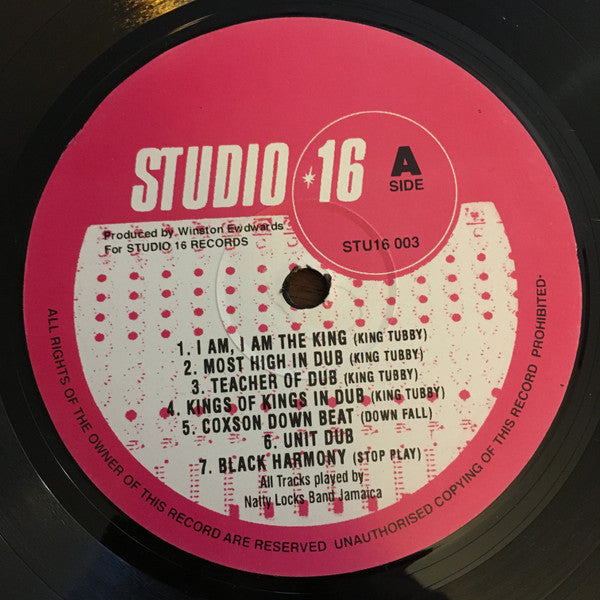 STUDIO *16
A
SIDE
Produced by Winston Ewdwards
For STUDIO 16 RECORDS
STU16 003
1. I AM, I AM THE KING (KING TUBBY)
2. MOST HIGH IN DUB (KING TUBBY)
3. TEACHER OF DUB (KING TUBBY)
4. KINGS OF KINGS IN DUB (KING TUBBY)
5. COXSON DOWN BEAT (DOWN FALL)
6. UNIT DUB
7. BLACK HARMONY (STOP PLAY)
All Tracks played by
Natty Locks Band Jamaica
ALL RIGHTS OF THE OWNER OF THIS RECORD ARE RESERVED UNAUTHORISED COPYING OF THIS RECORD PROHIBITED-